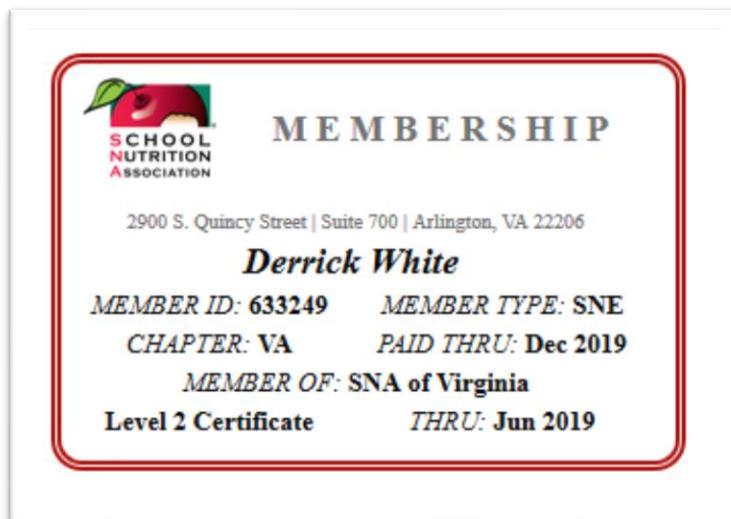 SCHOOL
NUTRITION
ASSOCIATION
MEMBERSHIP
2900 S. Quincy Street | Suite 700 | Arlington, VA 22206
Derrick White
MEMBER ID: 633249 MEMBER TYPE: SNE
CHAPTER: VA PAID THRU: Dec 2019
MEMBER OF: SNA of Virginia
Level 2 Certificate THRU: Jun 2019